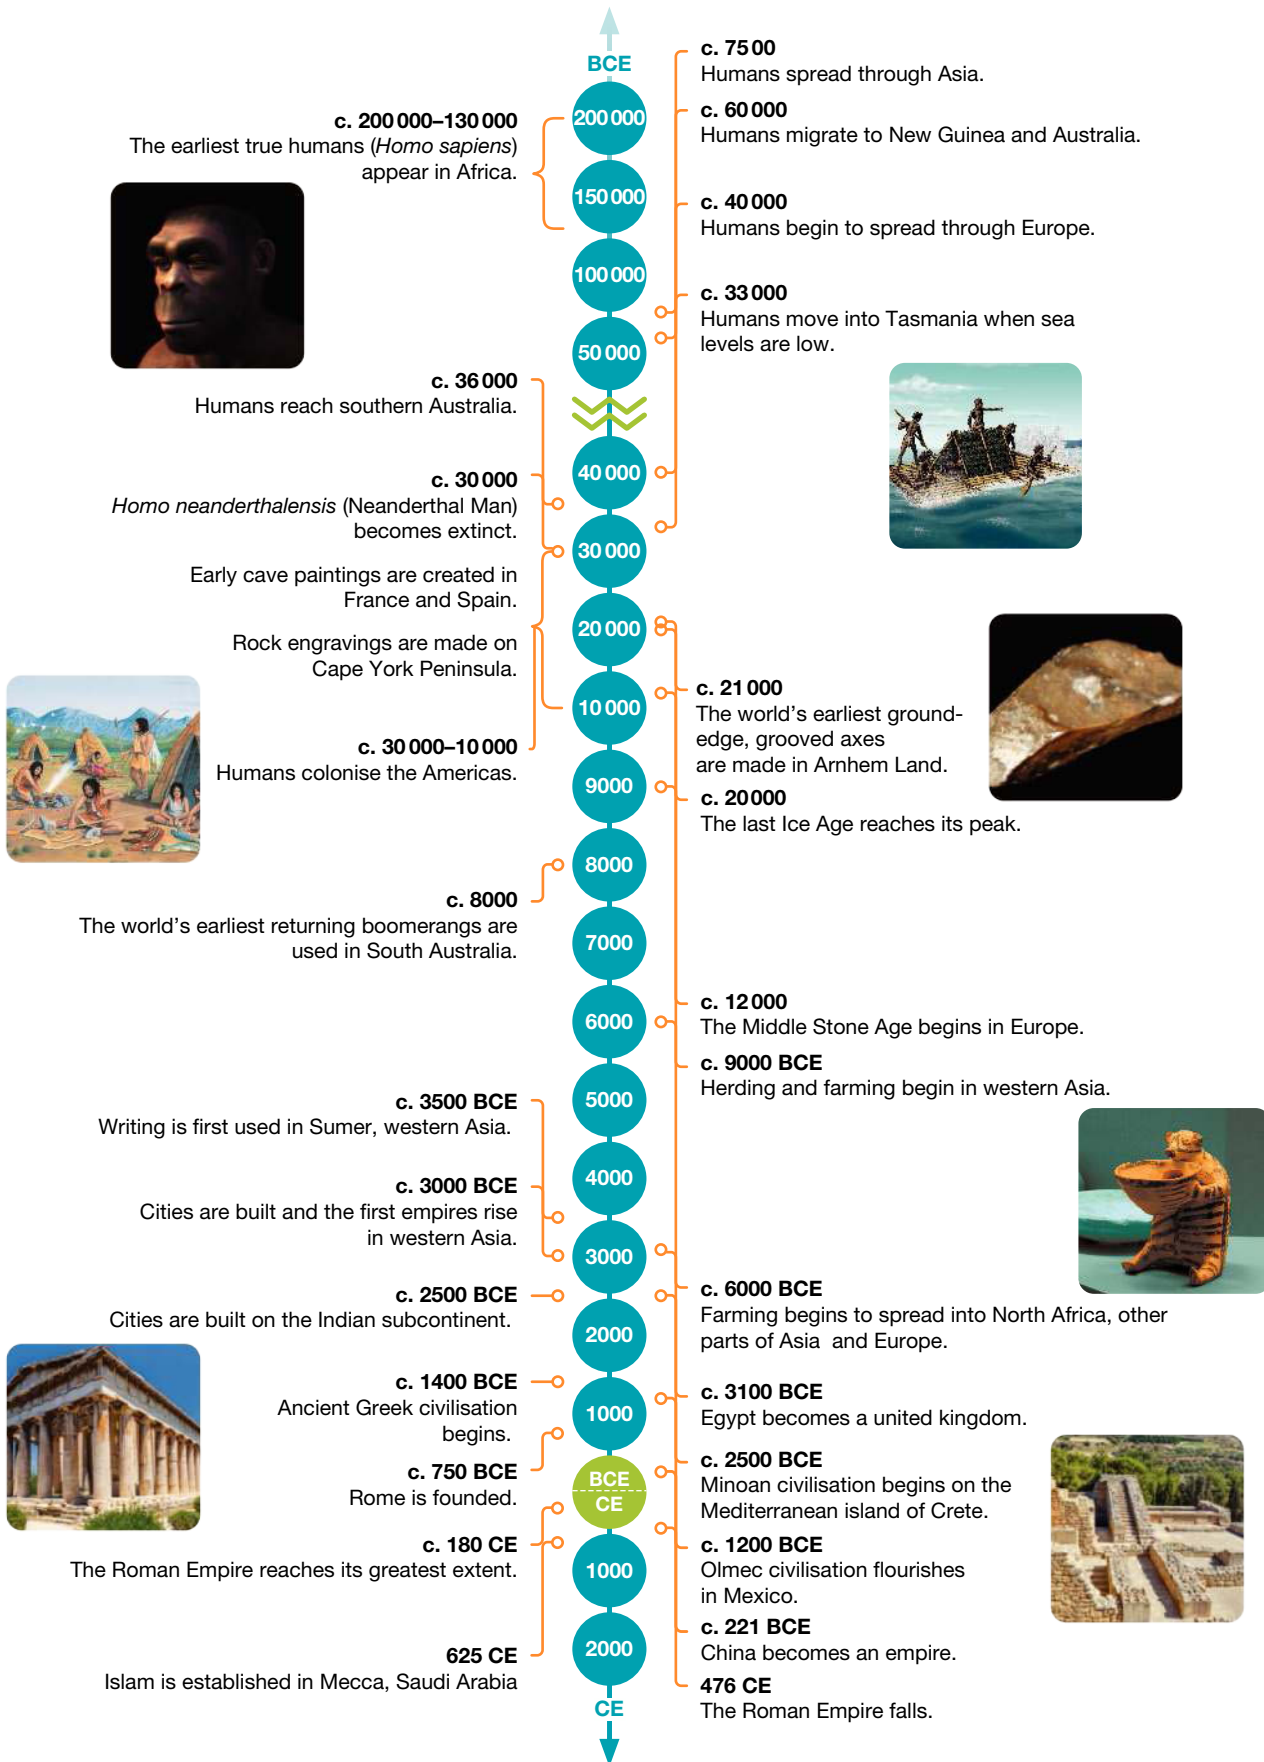 BCE
200 000
150 000
100 000
50 000
40 000
30 000
20 000
10 000
9000
8000
7000
6000
5000
4000
3000
2000
1000
BCE
CE
1000
2000
CE
c. 200 000–130 000
The earliest true humans (Homo sapiens)
appear in Africa.
c. 36 000
Humans reach southern Australia.
c. 30 000
Homo neanderthalensis (Neanderthal Man)
becomes extinct.
Early cave paintings are created in
France and Spain.
Rock engravings are made on
Cape York Peninsula.
c. 30 000–10 000
Humans colonise the Americas.
c. 8000
The world's earliest returning boomerangs are
used in South Australia.
c. 3500 BCE
Writing is first used in Sumer, western Asia.
c. 3000 BCE
Cities are built and the first empires rise
in western Asia.
c. 2500 BCE
Cities are built on the Indian subcontinent.
c. 1400 BCE
Ancient Greek civilisation
begins.
c. 750 BCE
Rome is founded.
c. 180 CE
The Roman Empire reaches its greatest extent.
625 CE
Islam is established in Mecca, Saudi Arabia
c. 7500
Humans spread through Asia.
c. 60 000
Humans migrate to New Guinea and Australia.
c. 40 000
Humans begin to spread through Europe.
c. 33 000
Humans move into Tasmania when sea
levels are low.
c. 21 000
The world's earliest ground-
edge, grooved axes
are made in Arnhem Land.
c. 20 000
The last Ice Age reaches its peak.
c. 12 000
The Middle Stone Age begins in Europe.
c. 9000 BCE
Herding and farming begin in western Asia.
c. 6000 BCE
Farming begins to spread into North Africa, other
parts of Asia and Europe.
c. 3100 BCE
Egypt becomes a united kingdom.
c. 2500 BCE
Minoan civilisation begins on the
Mediterranean island of Crete.
c. 1200 BCE
Olmec civilisation flourishes
in Mexico.
c. 221 BCE
China becomes an empire.
476 CE
The Roman Empire falls.